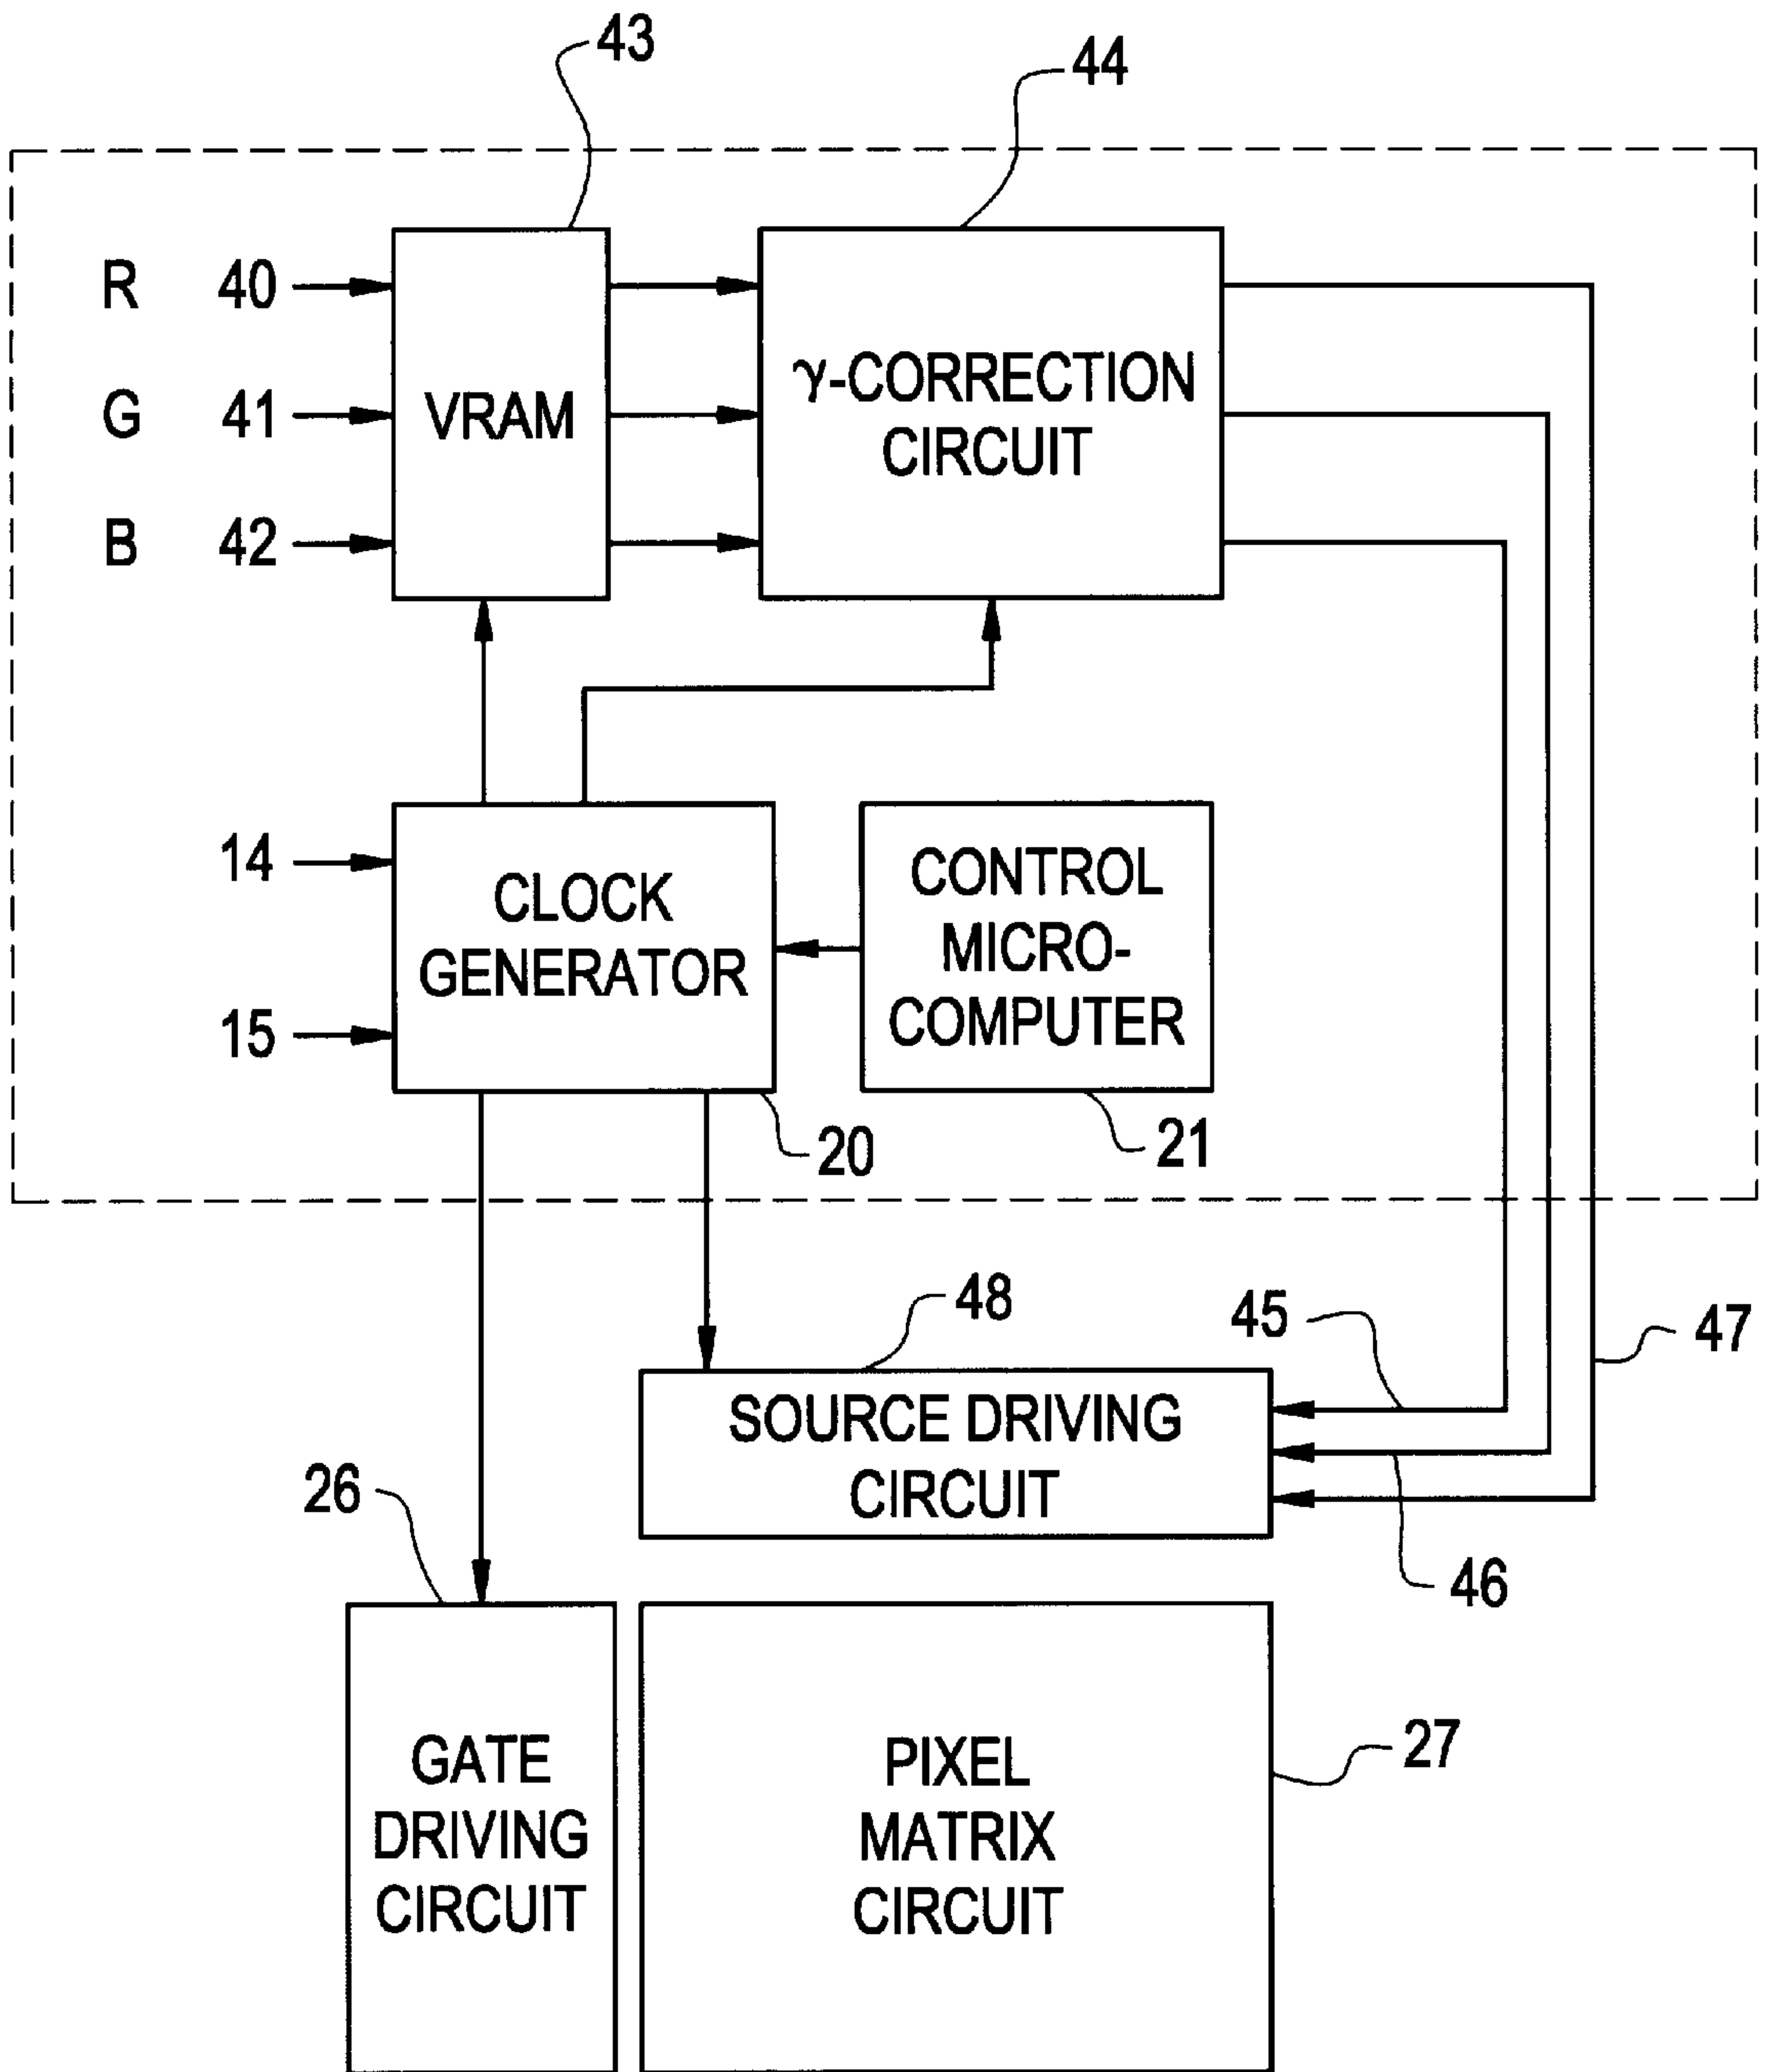 43
44
R 40
G 41
B 42
VRAM
γ-CORRECTION
CIRCUIT
14
15
CLOCK
GENERATOR
CONTROL
MICRO-
COMPUTER
20
21
48
45
47
SOURCE DRIVING
CIRCUIT
26
46
GATE
DRIVING
CIRCUIT
PIXEL
MATRIX
CIRCUIT
27